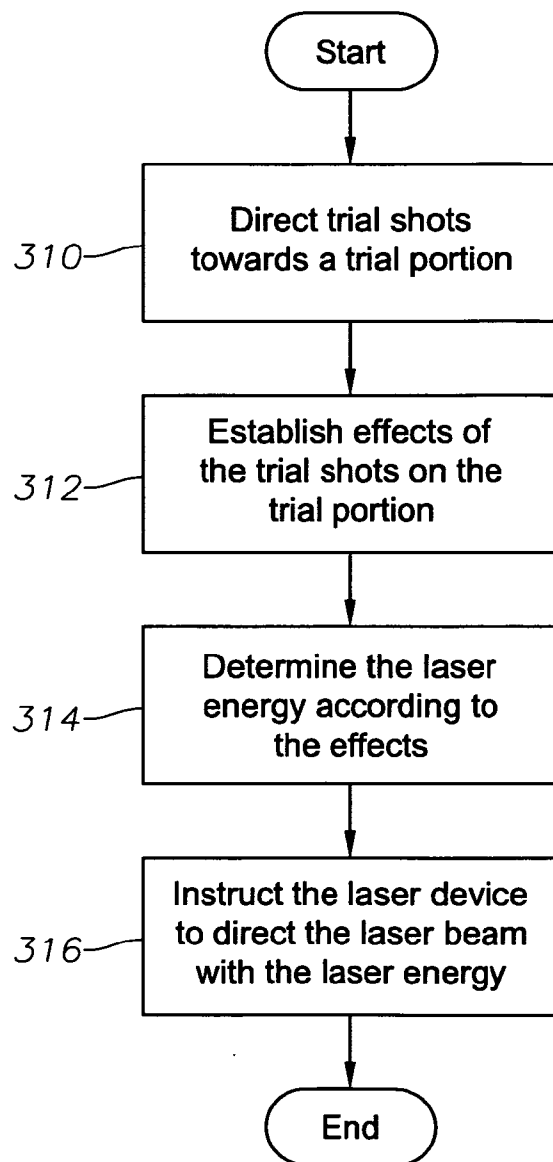 Start
310
Direct trial shots
towards a trial portion
312
Establish effects of
the trial shots on the
trial portion
314
Determine the laser
energy according to
the effects
316
Instruct the laser device
to direct the laser beam
with the laser energy
End